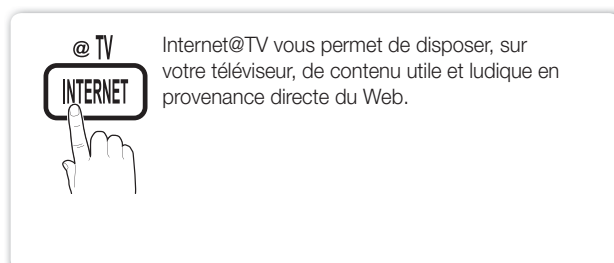 @ TV
INTERNET
Internet@TV vous permet de disposer, sur
votre téléviseur, de contenu utile et ludique en
provenance directe du Web.